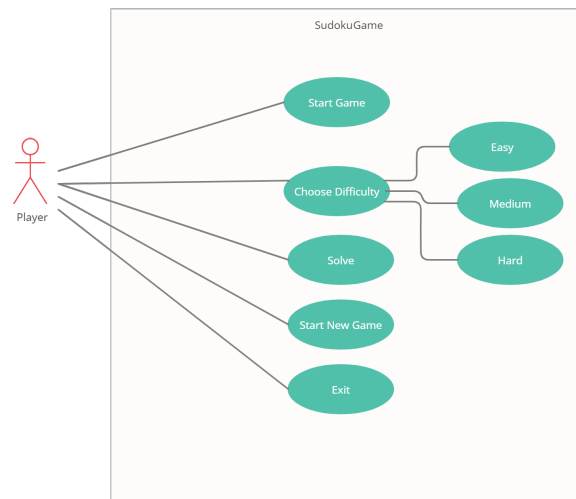 SudokuGame
Start Game
Easy
Choose Difficulty
Medium
Player
Solve
Hard
Start New Game
Exit